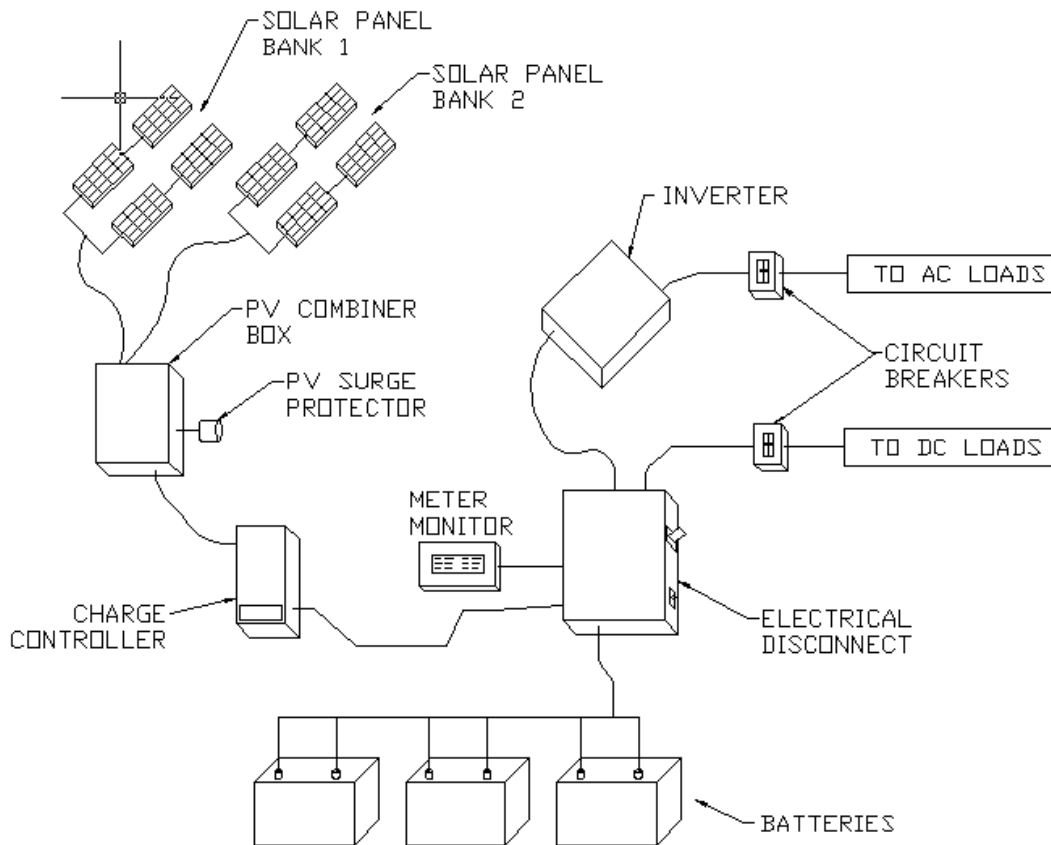 SOLAR PANEL
BANK 1
SOLAR PANEL
BANK 2
INVERTER
TO AC LOADS
PV COMBINER
BOX
CIRCUIT
BREAKERS
PV SURGE
PROTECTOR
TO DC LOADS
METER
MONITOR
CHARGE
CONTROLLER
ELECTRICAL
DISCONNECT
BATTERIES